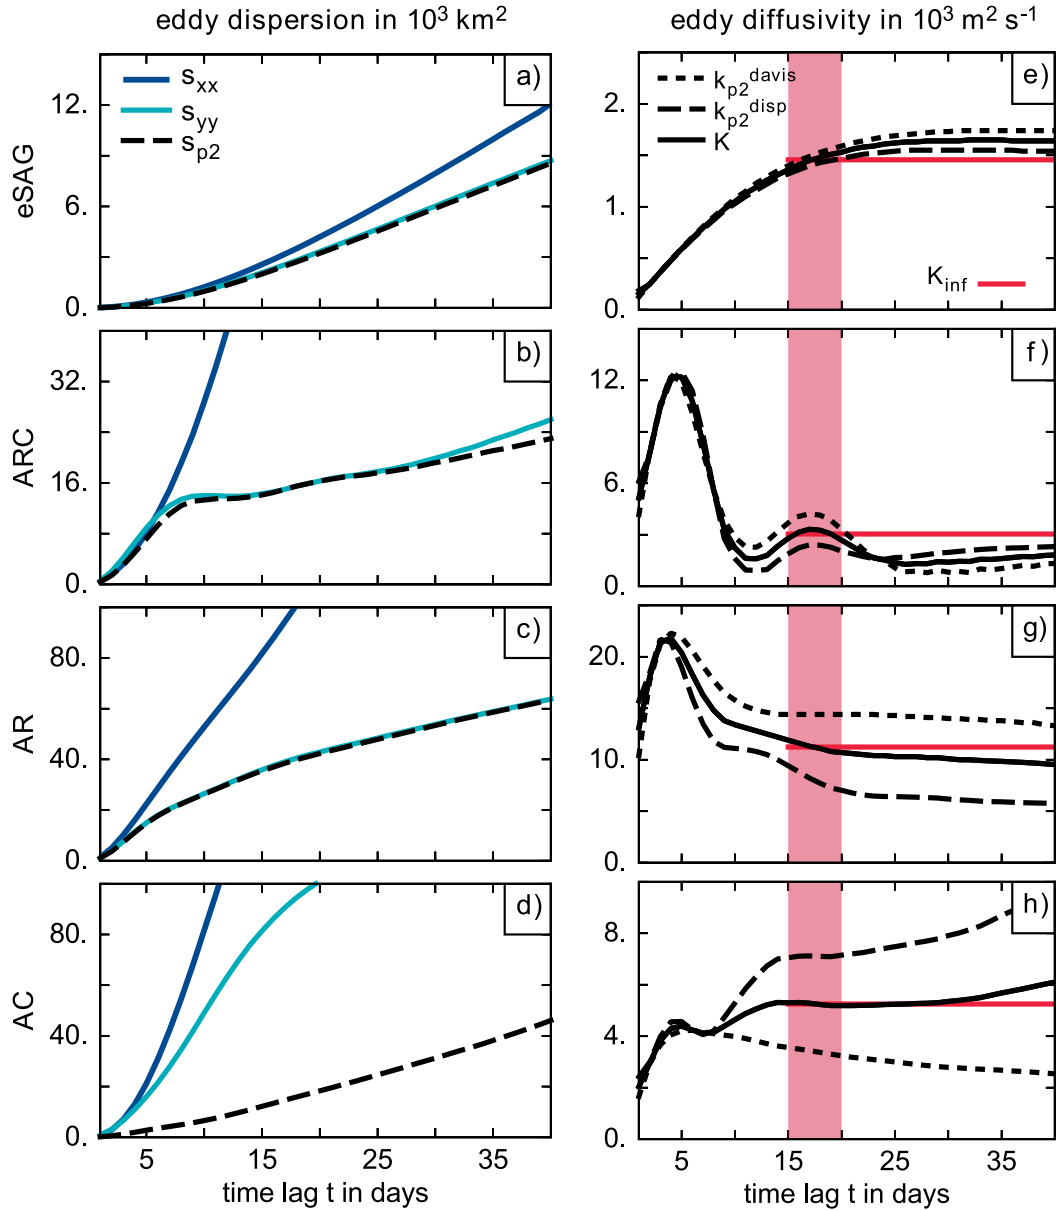 eddy dispersion in 10³ km²
eddy diffusivity in 10³ m² s⁻¹
eSAG
12.
6.
0.
s_xx
s_yy
s_p2
a)
2.
1.
0.
k_p2^davis
k_p2^disp
K
K_inf
e)
ARC
32.
16.
0.
b)
12.
6.
0.
f)
AR
80.
40.
0.
c)
20.
10.
0.
g)
AC
80.
40.
0.
d)
8.
4.
0.
h)
5 15 25 35
time lag t in days
5 15 25 35
time lag t in days